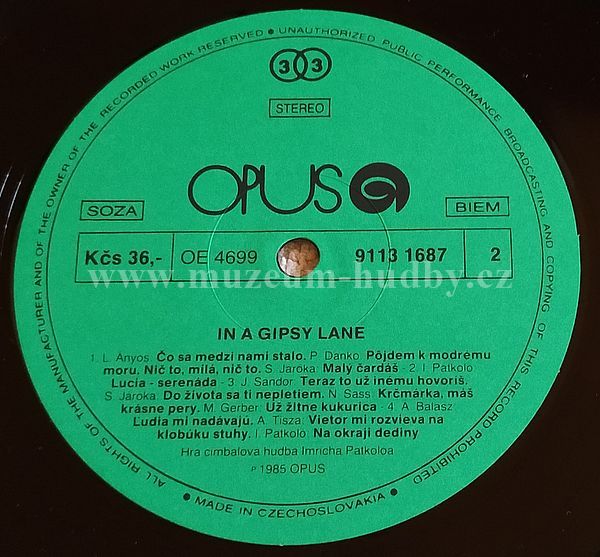 ALL RIGHTS OF THE MANUFACTURER AND OF THE OWNER OF THE RECORDED WORK RESERVED • UNAUTHORIZED PUBLIC PERFORMANCE BROADCASTING AND COPYING OF THIS RECORD PROHIBITED
33
STEREO
OPUS
SOZA
BIEM
Kčs 36,- OE 4699 9113 1687 2
www.muzeum-hudby.cz
IN A GIPSY LANE
1. L. Ányos: Čo sa medzi nami stalo. P. Danko: Pôjdem k modrému
moru. Nič to, milá, nič to. S. Jaroka: Malý čardáš - 2. I. Patkolo
Lucia - serenáda - 3. J. Sandor: Teraz to už inému hovoríš.
S. Jaroka: Do života sa ti nepletiem. N. Sass: Krčmárka, máš
krásne pery. M. Gerber: Už žltne kukurica - 4. A. Balasz
Ľudia mi nadávajú. A. Tisza: Vietor mi rozvieva na
klobúku stuhy. I. Patkolo: Na okraji dediny
Hrá cimbalová hudba Imricha Patkoloa
℗ 1985 OPUS
• MADE IN CZECHOSLOVAKIA •